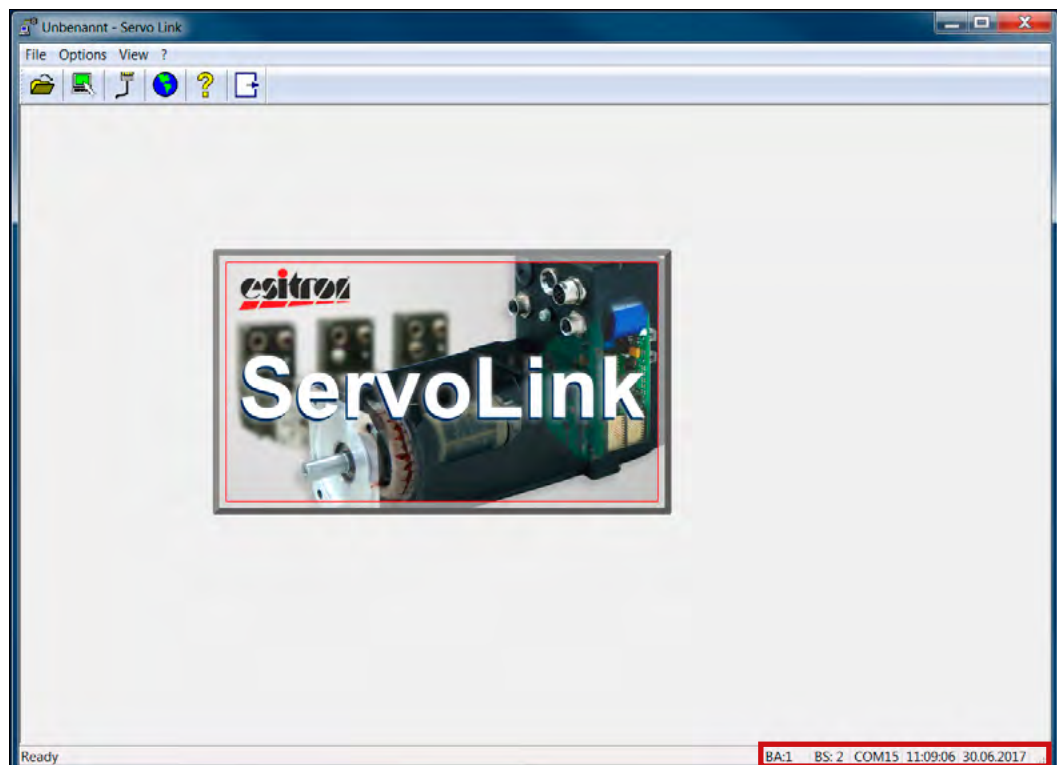 Unbenannt - Servo Link
File Options View ?
esitron
ServoLink
Ready
BA:1 BS: 2 COM15 11:09:06 30.06.2017